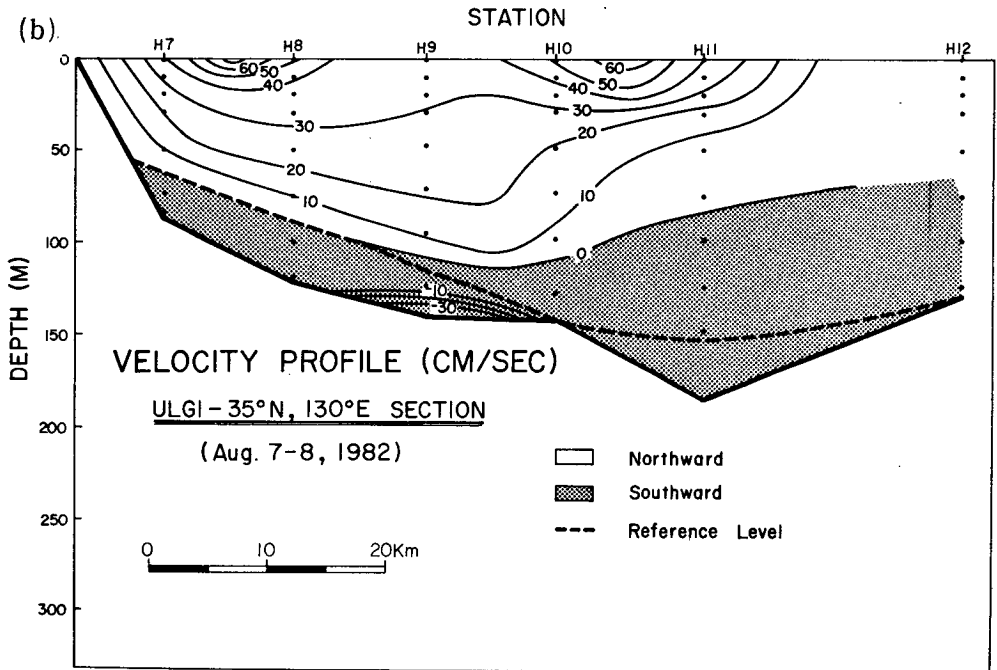 (b).
STATION
H7 H8 H9 H10 H11 H12
0
60 50 40
60 50 40
30 30
50
20 20
10 10
100
0
-10
-30
150
DEPTH (M)
VELOCITY PROFILE (CM/SEC)
ULGI-35°N, 130°E SECTION
(Aug. 7-8, 1982)
200
Northward
Southward
Reference Level
250
0 10 20Km
300